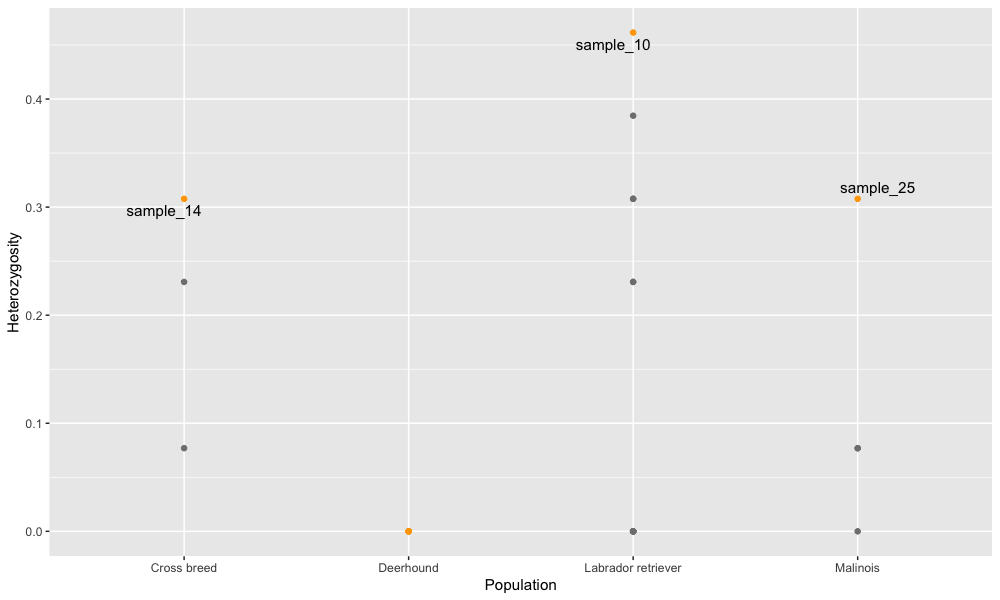 Heterozygosity
0.4
0.3
0.2
0.1
0.0
sample_10
sample_25
sample_14
Cross breed
Deerhound
Labrador retriever
Malinois
Population